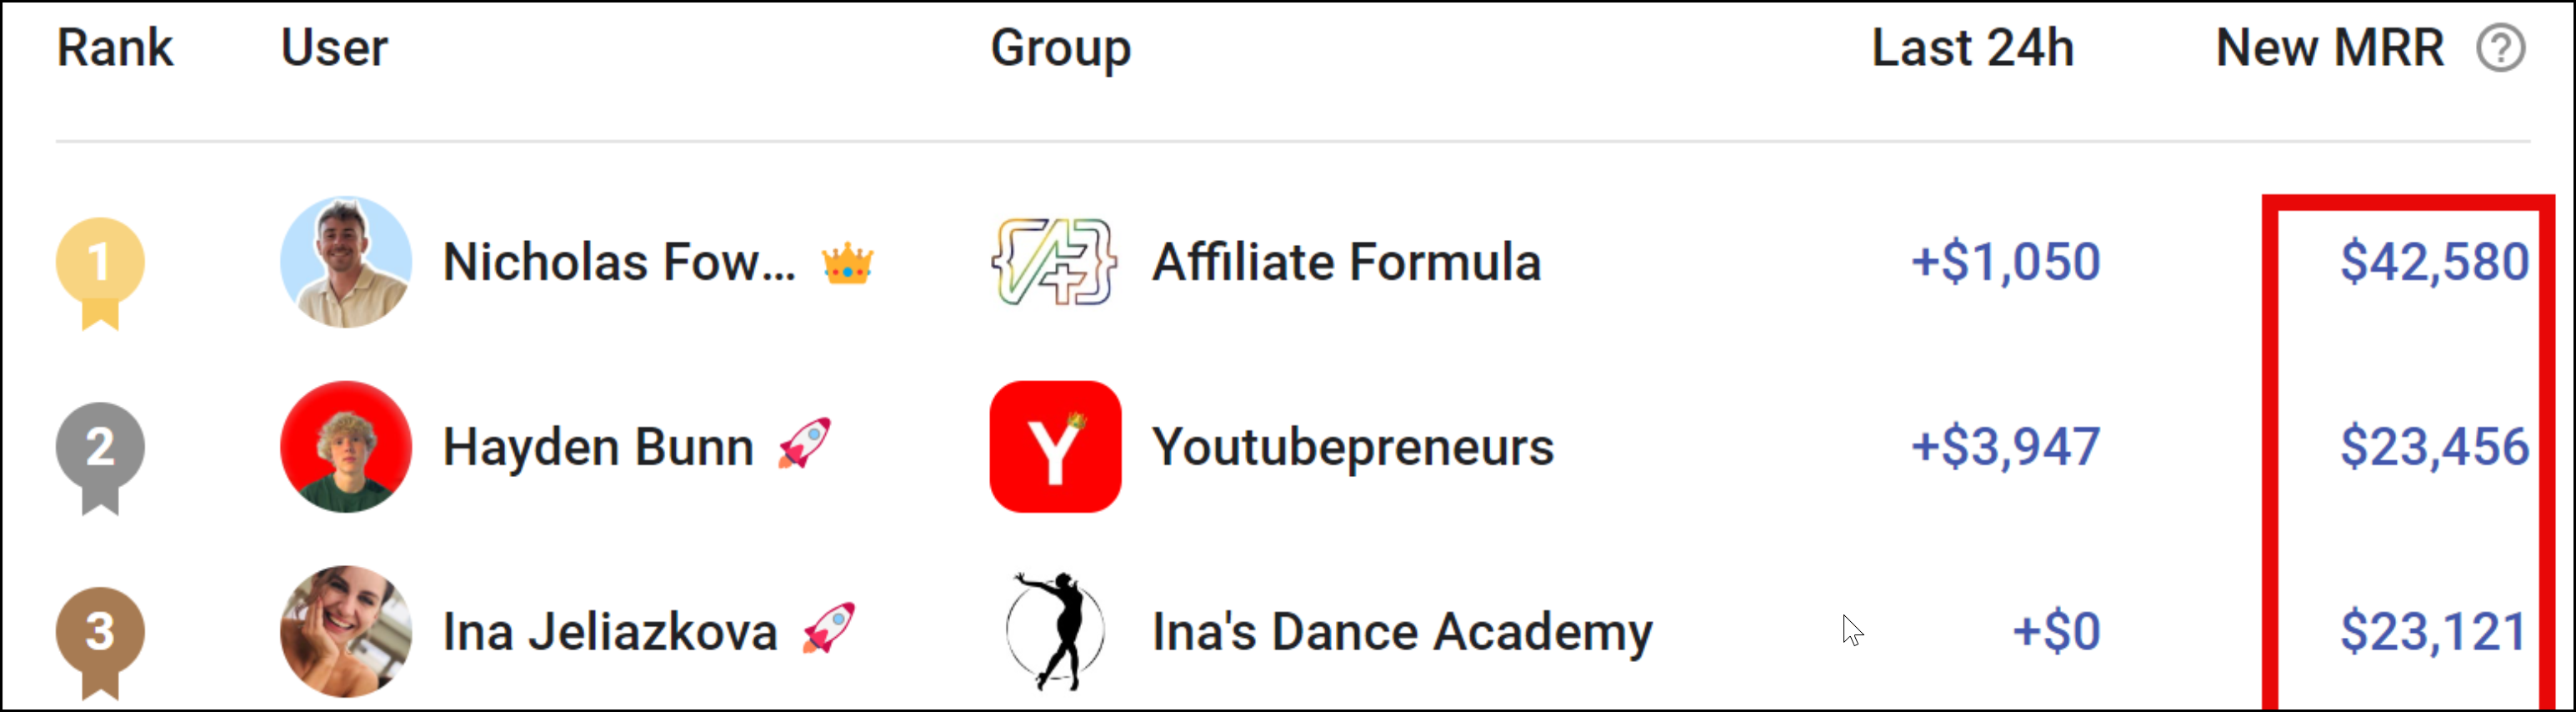 Rank User Group Last 24h New MRR ?
1 Nicholas Fow... Affiliate Formula +$1,050 $42,580
2 Hayden Bunn Y Youtubepreneurs +$3,947 $23,456
3 Ina Jeliazkova Ina's Dance Academy +$0 $23,121